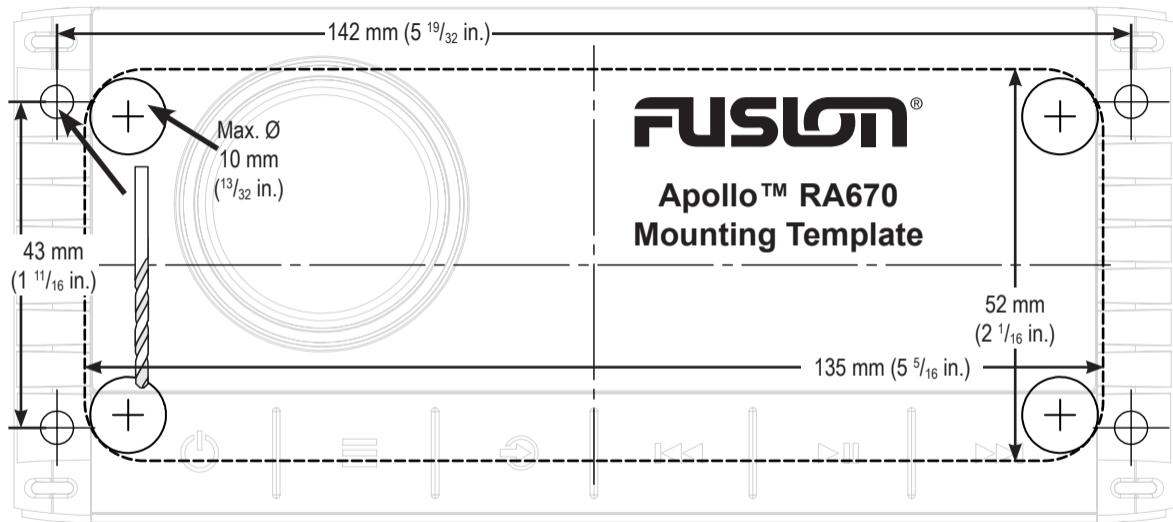 142 mm (5 19/32 in.)
Max. Ø
10 mm
(13/32 in.)
FUSION®
Apollo™ RA670
Mounting Template
43 mm
(1 11/16 in.)
52 mm
(2 1/16 in.)
135 mm (5 5/16 in.)